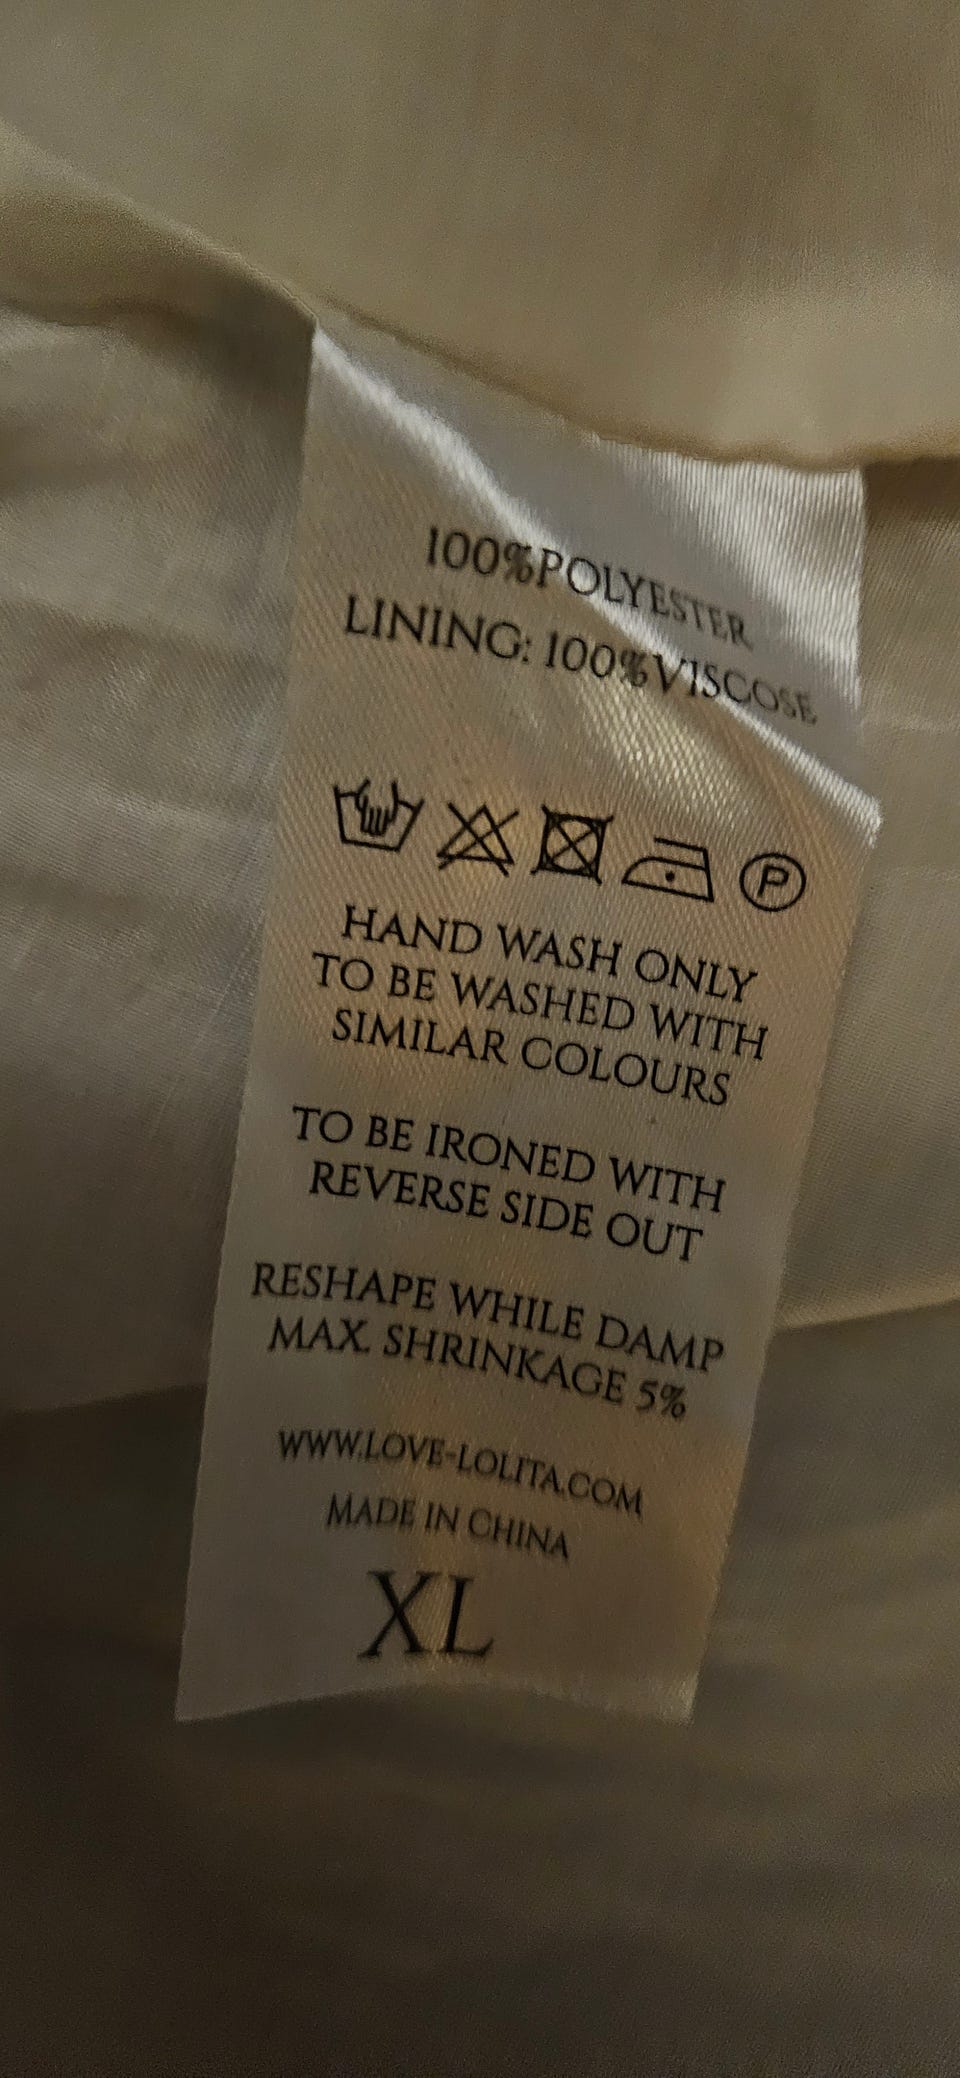 100%POLYESTER
LINING: 100%VISCOSE
P
HAND WASH ONLY
TO BE WASHED WITH
SIMILAR COLOURS
TO BE IRONED WITH
REVERSE SIDE OUT
RESHAPE WHILE DAMP
MAX. SHRINKAGE 5%
WWW.LOVE-LOLITA.COM
MADE IN CHINA
XL